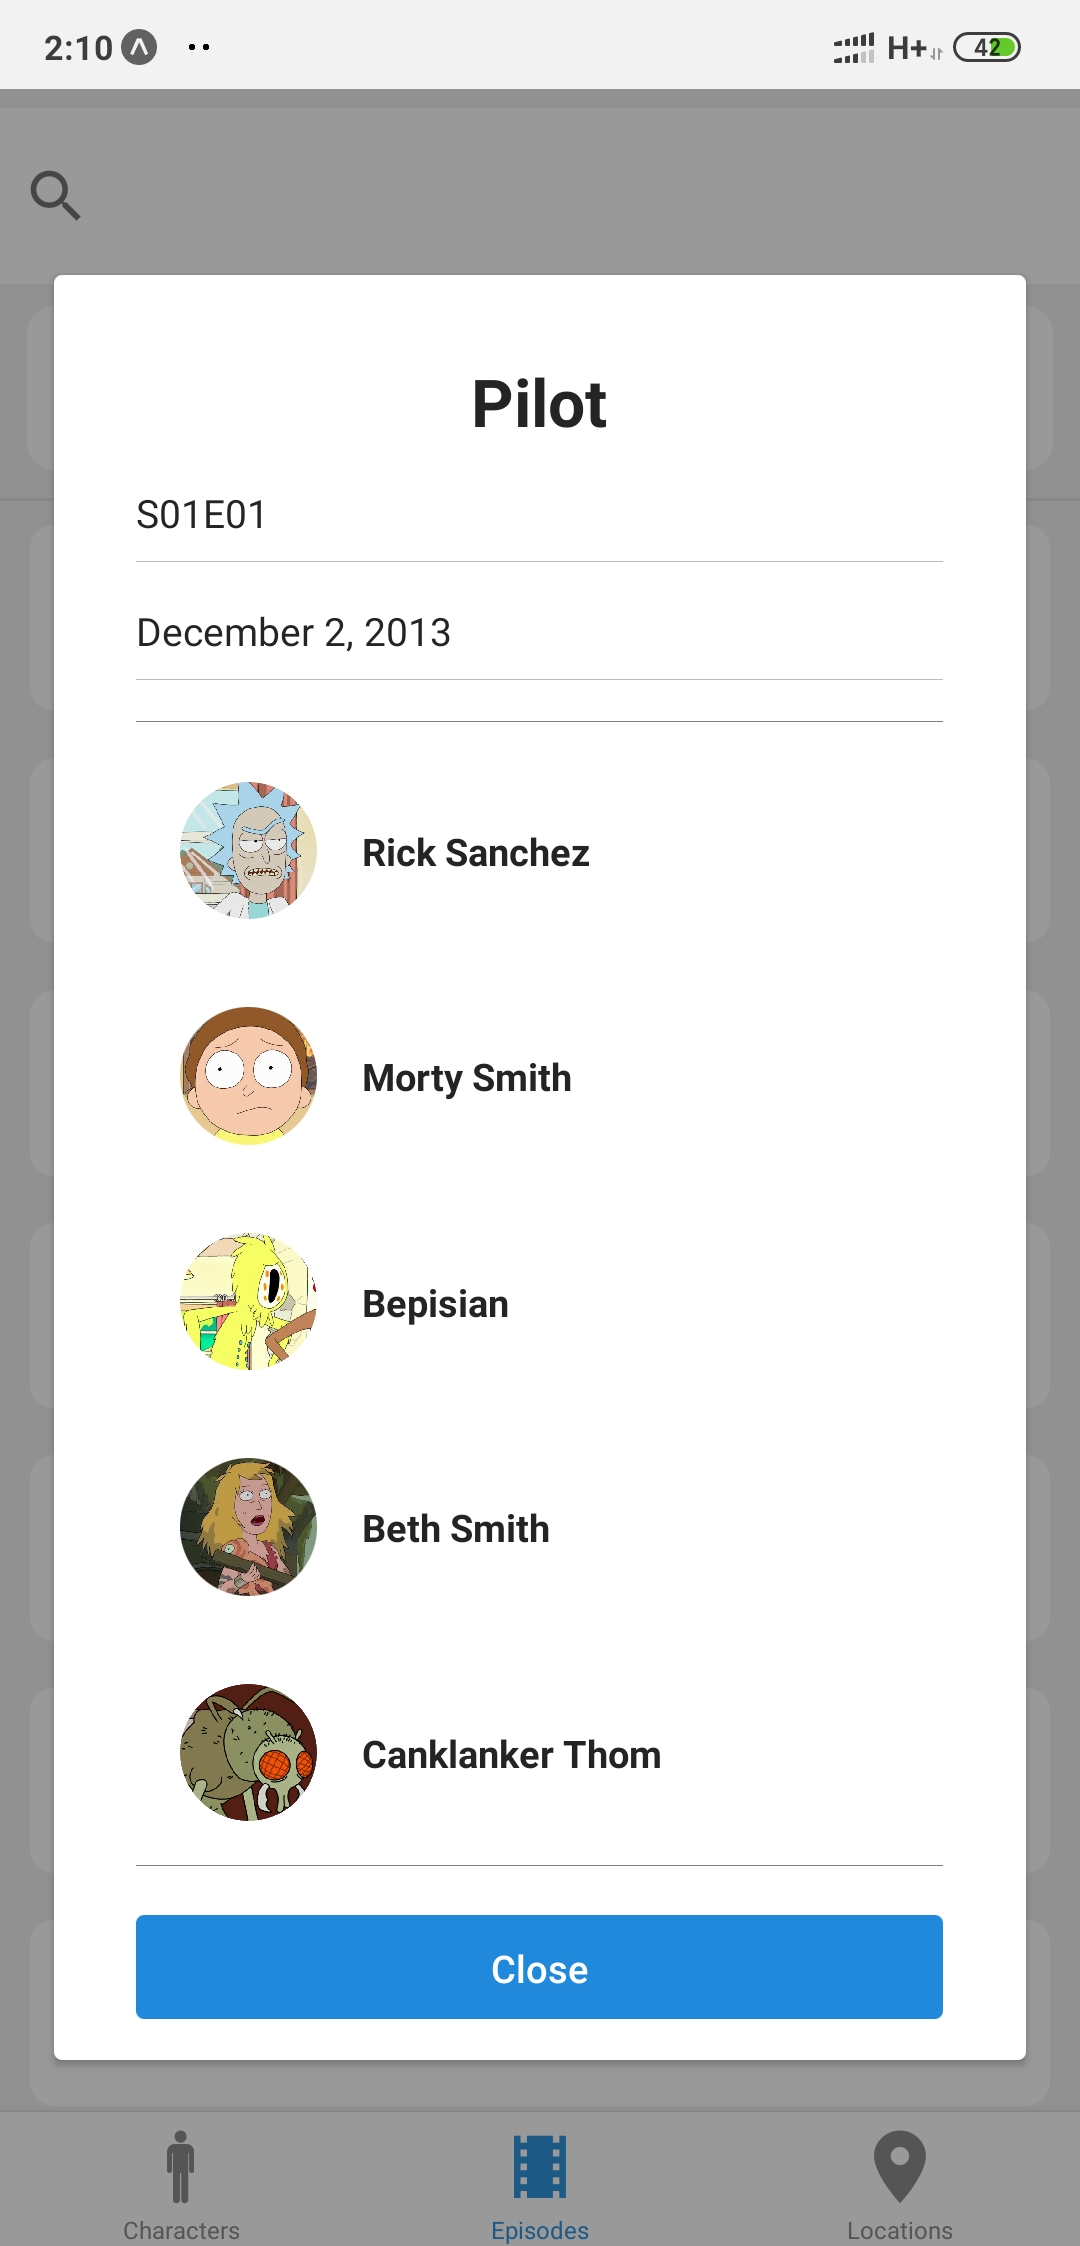 2:10
H+
42
Pilot
S01E01
December 2, 2013
Rick Sanchez
Morty Smith
Bepisian
Beth Smith
Canklanker Thom
Close
Characters
Episodes
Locations